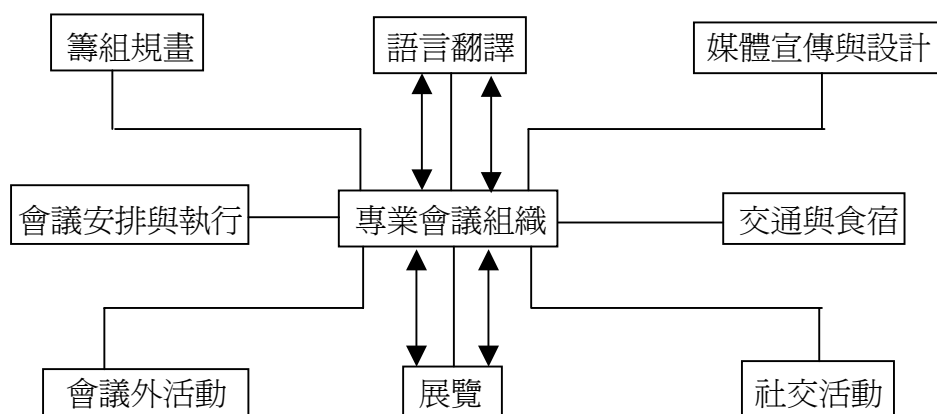 籌組規畫
語言翻譯
媒體宣傳與設計
會議安排與執行
專業會議組織
交通與食宿
會議外活動
展覽
社交活動